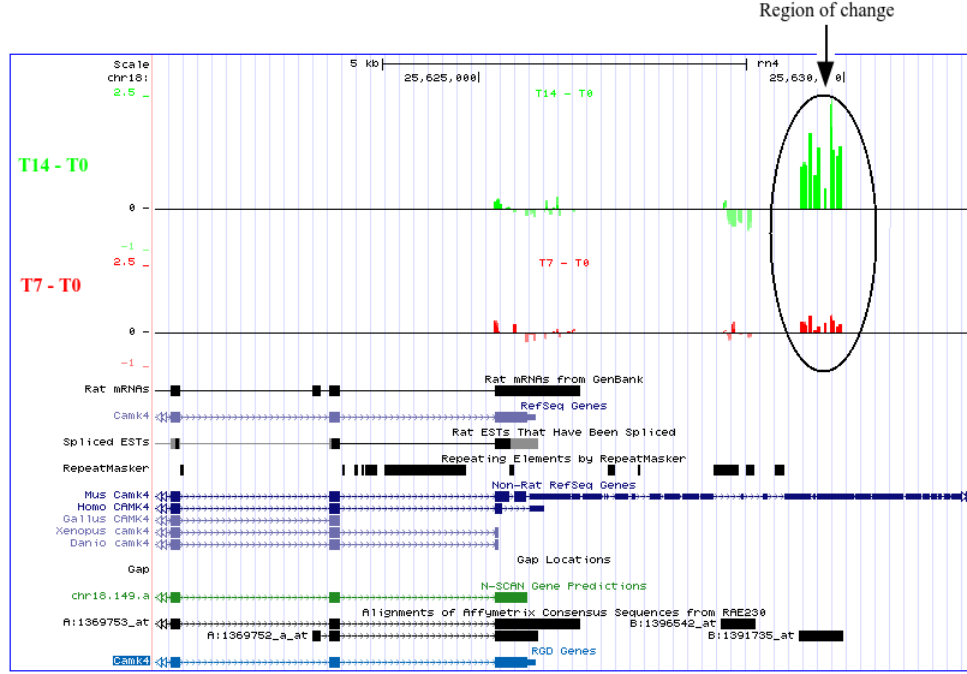 Region of change
Scale 5 kb rn4
chr18: 25,625,000 25,630,
2.5 _ T14 - T0
T14 - T0
0 -
-1 _
2.5 _ T7 - T0
T7 - T0
0 -
-1 _
Rat mRNAs from GenBank
Rat mRNAs
RefSeq Genes
Camk4
Rat ESTs That Have Been Spliced
Spliced ESTs
Repeating Elements by RepeatMasker
RepeatMasker
Non-Rat RefSeq Genes
Mus Camk4
Homo CAMK4
Gallus CAMK4
Xenopus camk4
Danio camk4
Gap Locations
Gap
N-SCAN Gene Predictions
chr18.149.a
Alignments of Affymetrix Consensus Sequences from RAE230
A:1369753_at B:1396542_at
A:1369752_a_at B:1391735_at
RGD Genes
Camk4